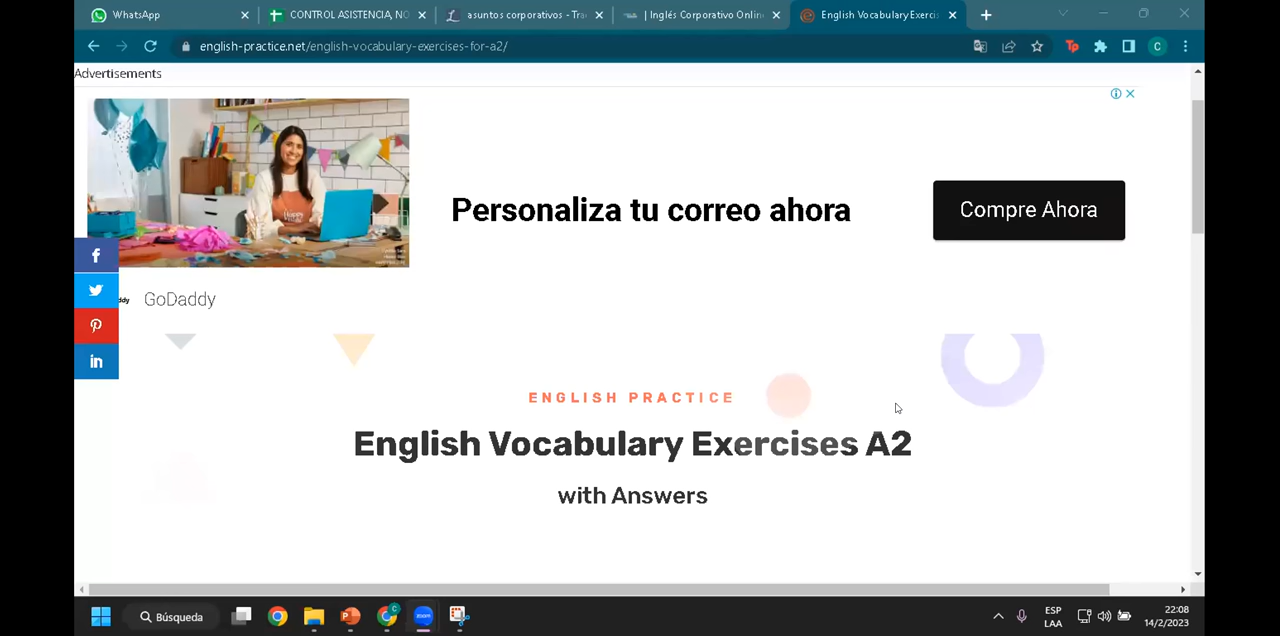 WhatsApp
CONTROL ASISTENCIA, NO
asuntos corporativos - Tra
| Inglés Corporativo Onlin
English Vocabulary Exerci
english-practice.net/english-vocabulary-exercises-for-a2/
Tp
C
Advertisements
Personaliza tu correo ahora
Compre Ahora
GoDaddy
ENGLISH PRACTICE
English Vocabulary Exercises A2
with Answers
Búsqueda
zoom
ESP
LAA
22:08
14/2/2023